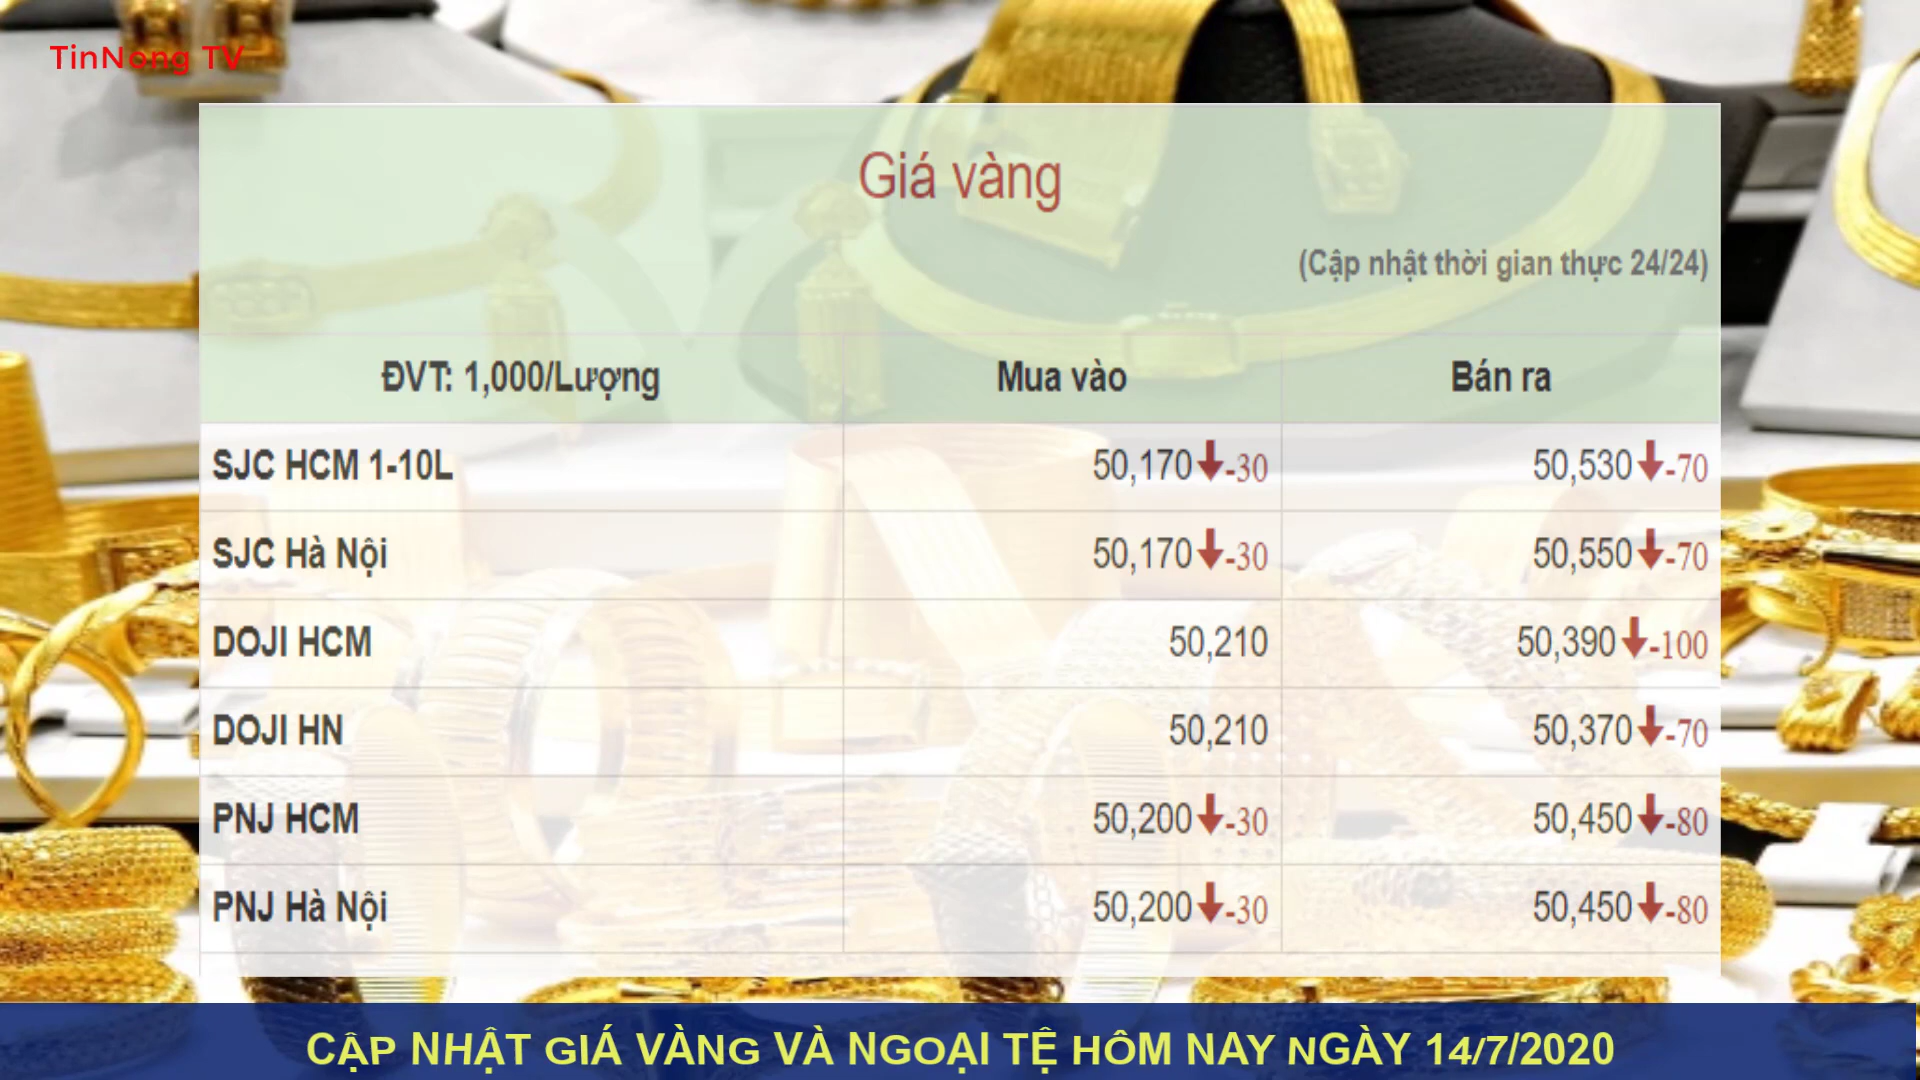 TinNong TV
Giá vàng
(Cập nhật thời gian thực 24/24)
ĐVT: 1,000/Lượng Mua vào Bán ra
SJC HCM 1-10L 50,170 -30 50,530 -70
SJC Hà Nội 50,170 -30 50,550 -70
DOJI HCM 50,210 50,390 -100
DOJI HN 50,210 50,370 -70
PNJ HCM 50,200 -30 50,450 -80
PNJ Hà Nội 50,200 -30 50,450 -80
CẬP NHẬT GIÁ VÀNG VÀ NGOẠI TỆ HÔM NAY NGÀY 14/7/2020